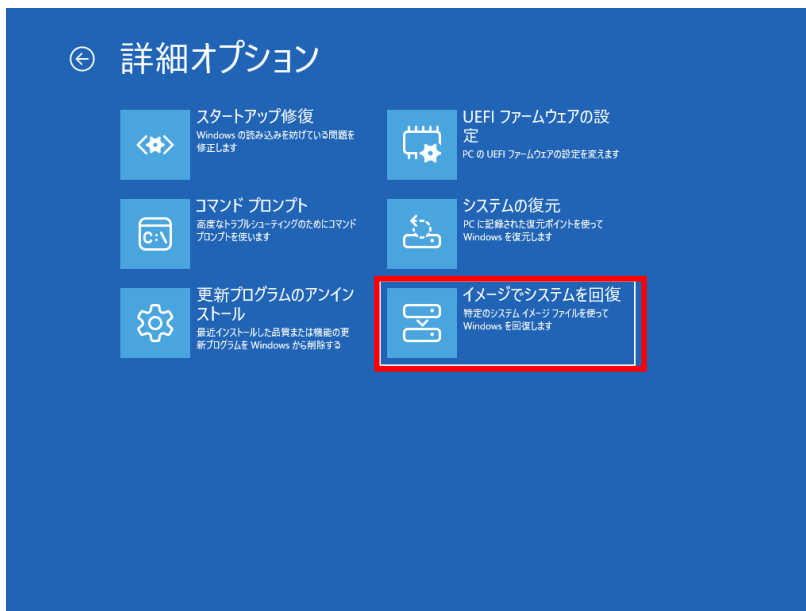 詳細オプション
スタートアップ修復
Windows の読み込みを妨げている問題を
修正します
UEFI ファームウェアの設
定
PC の UEFI ファームウェアの設定を変えます
C:\
コマンド プロンプト
高度なトラブルシューティングのためにコマンド
プロンプトを使います
システムの復元
PC に記録された復元ポイントを使って
Windows を復元します
更新プログラムのアンイン
ストール
最近インストールした品質または機能の更
新プログラムを Windows から削除する
イメージでシステムを回復
特定のシステム イメージ ファイルを使って
Windows を回復します